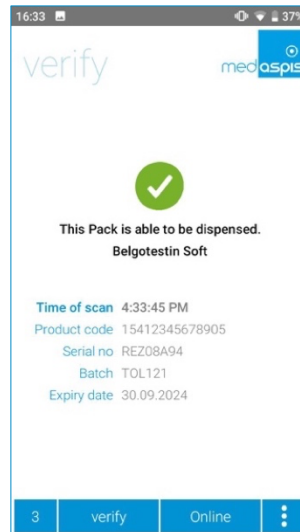 16:33 37%
verify
medaspis
This Pack is able to be dispensed.
Belgotestin Soft
Time of scan 4:33:45 PM
Product code 15412345678905
Serial no REZ08A94
Batch TOL121
Expiry date 30.09.2024
3 verify Online